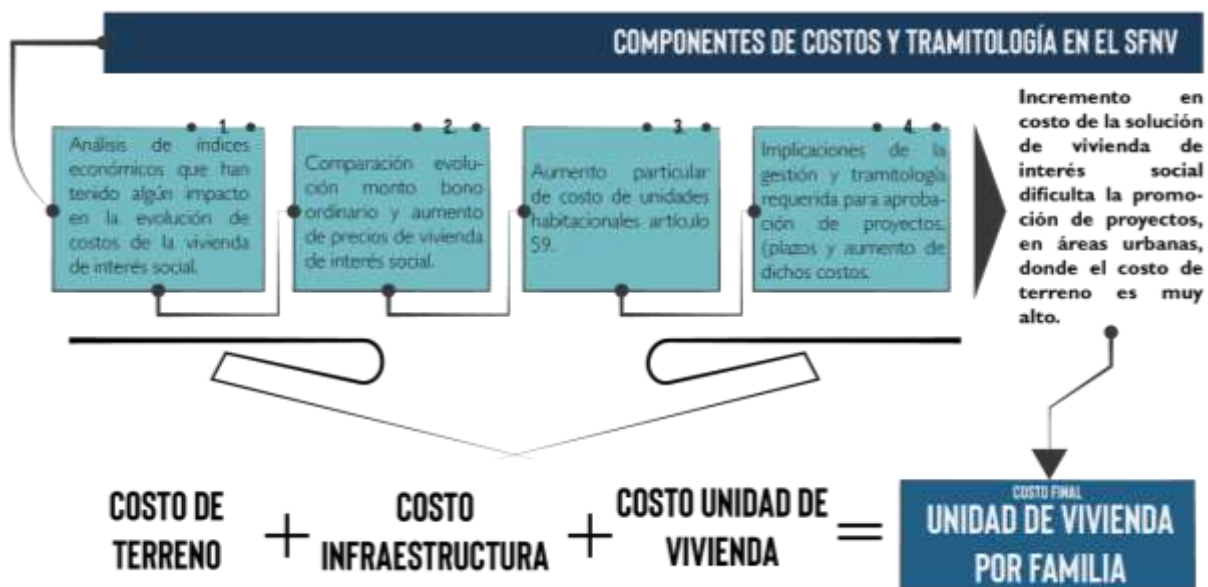 COMPONENTES DE COSTOS Y TRAMITOLOGÍA EN EL SFNV
1.
Análisis de índices
económicos que han
tenido algún impacto
en la evolución de
costos de la vivienda
de interés social.
2.
Comparación evolu-
ción monto bono
ordinario y aumento
de precios de vivienda
de interés social.
3.
Aumento particular
de costo de unidades
habitacionales artículo
59.
4.
Implicaciones de la
gestión y tramitología
requerida para aproba-
ción de proyectos,
(plazos y aumento de
dichos costos.
Incremento en
costo de la solución
de vivienda de
interés social
dificulta la promo-
ción de proyectos,
en áreas urbanas,
donde el costo de
terreno es muy
alto.
COSTO DE
TERRENO
+
COSTO
INFRAESTRUCTURA
+
COSTO UNIDAD DE
VIVIENDA
=
COSTO FINAL
UNIDAD DE VIVIENDA
POR FAMILIA